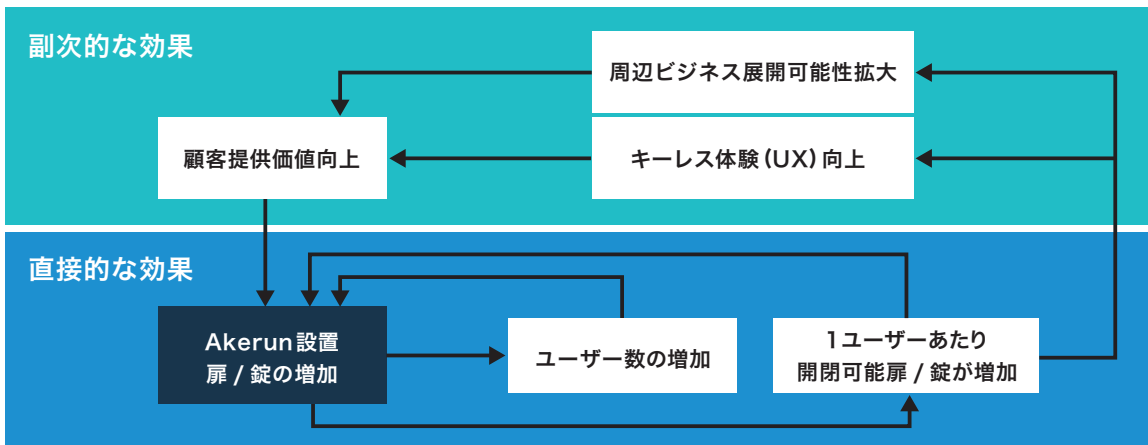 副次的な効果
周辺ビジネス展開可能性拡大
顧客提供価値向上
キーレス体験(UX)向上
直接的な効果
Akerun設置
扉 / 錠の増加
ユーザー数の増加
1ユーザーあたり
開閉可能扉 / 錠が増加